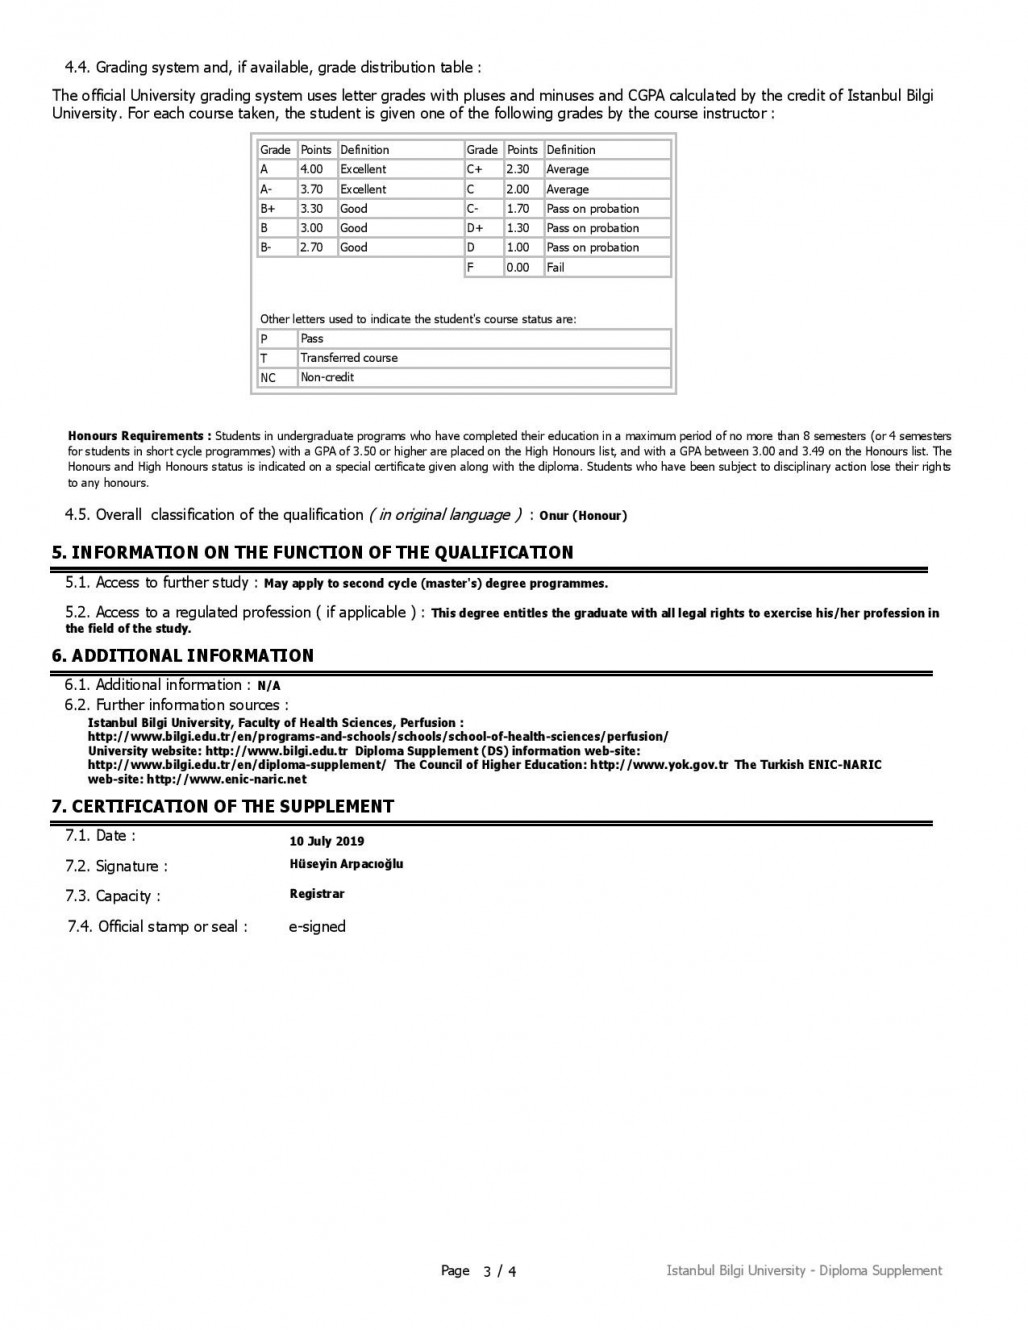 4.4. Grading system and, if available, grade distribution table :
The official University grading system uses letter grades with pluses and minuses and CGPA calculated by the credit of Istanbul Bilgi
University. For each course taken, the student is given one of the following grades by the course instructor :
Grade Points Definition Grade Points Definition
A 4.00 Excellent C+ 2.30 Average
A- 3.70 Excellent C 2.00 Average
B+ 3.30 Good C- 1.70 Pass on probation
B 3.00 Good D+ 1.30 Pass on probation
B- 2.70 Good D 1.00 Pass on probation
F 0.00 Fail
Other letters used to indicate the student's course status are:
P Pass
T Transferred course
NC Non-credit
Honours Requirements : Students in undergraduate programs who have completed their education in a maximum period of no more than 8 semesters (or 4 semesters
for students in short cycle programmes) with a GPA of 3.50 or higher are placed on the High Honours list, and with a GPA between 3.00 and 3.49 on the Honours list. The
Honours and High Honours status is indicated on a special certificate given along with the diploma. Students who have been subject to disciplinary action lose their rights
to any honours.
4.5. Overall classification of the qualification ( in original language ) : Onur (Honour)
5. INFORMATION ON THE FUNCTION OF THE QUALIFICATION
5.1. Access to further study : May apply to second cycle (master's) degree programmes.
5.2. Access to a regulated profession ( if applicable ) : This degree entitles the graduate with all legal rights to exercise his/her profession in
the field of the study.
6. ADDITIONAL INFORMATION
6.1. Additional information : N/A
6.2. Further information sources :
Istanbul Bilgi University, Faculty of Health Sciences, Perfusion :
http://www.bilgi.edu.tr/en/programs-and-schools/schools/school-of-health-sciences/perfusion/
University website: http://www.bilgi.edu.tr Diploma Supplement (DS) information web-site:
http://www.bilgi.edu.tr/en/diploma-supplement/ The Council of Higher Education: http://www.yok.gov.tr The Turkish ENIC-NARIC
web-site: http://www.enic-naric.net
7. CERTIFICATION OF THE SUPPLEMENT
7.1. Date : 10 July 2019
7.2. Signature : Hüseyin Arpacıoğlu
7.3. Capacity : Registrar
7.4. Official stamp or seal : e-signed
Page 3 / 4 Istanbul Bilgi University - Diploma Supplement